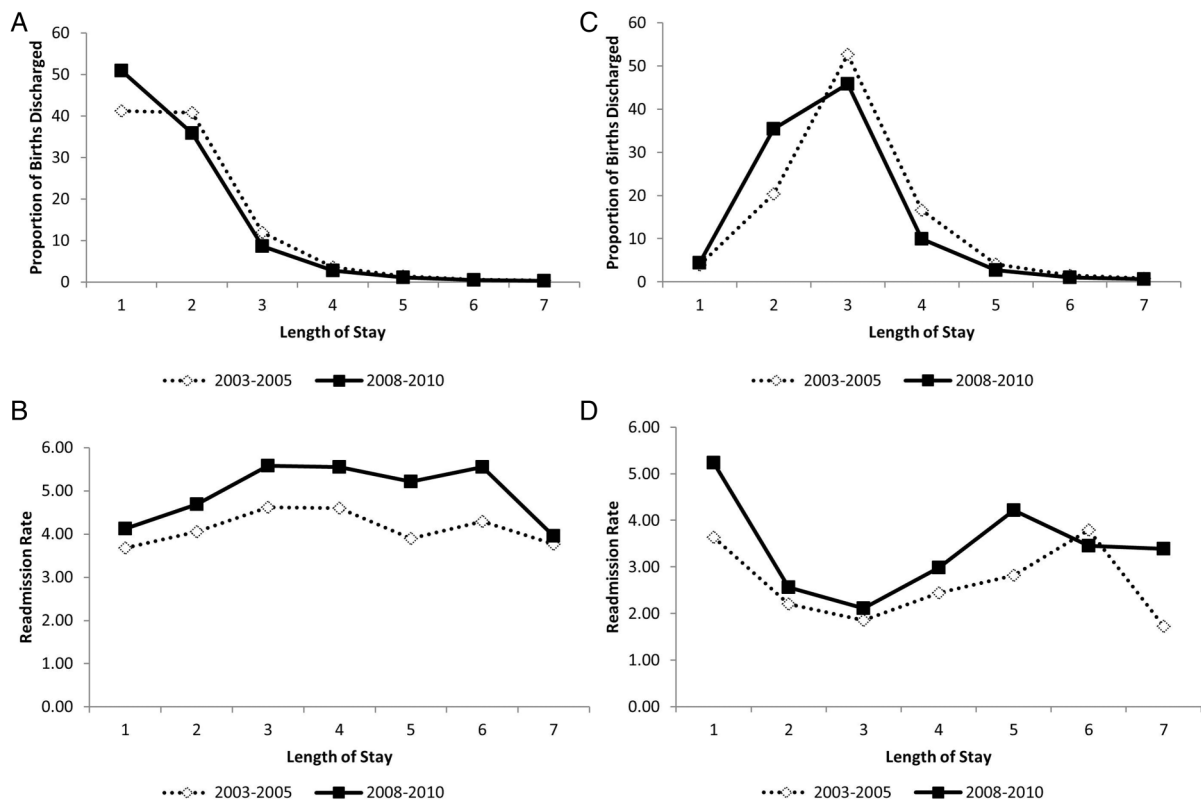 A
Proportion of Births Discharged
60
50
40
30
20
10
0
1 2 3 4 5 6 7
Length of Stay
2003-2005 2008-2010
B
Readmission Rate
6.00
5.00
4.00
3.00
2.00
1.00
0.00
1 2 3 4 5 6 7
Length of Stay
2003-2005 2008-2010
C
Proportion of Births Discharged
60
50
40
30
20
10
0
1 2 3 4 5 6 7
Length of Stay
2003-2005 2008-2010
D
Readmission Rate
6.00
5.00
4.00
3.00
2.00
1.00
0.00
1 2 3 4 5 6 7
Length of Stay
2003-2005 2008-2010